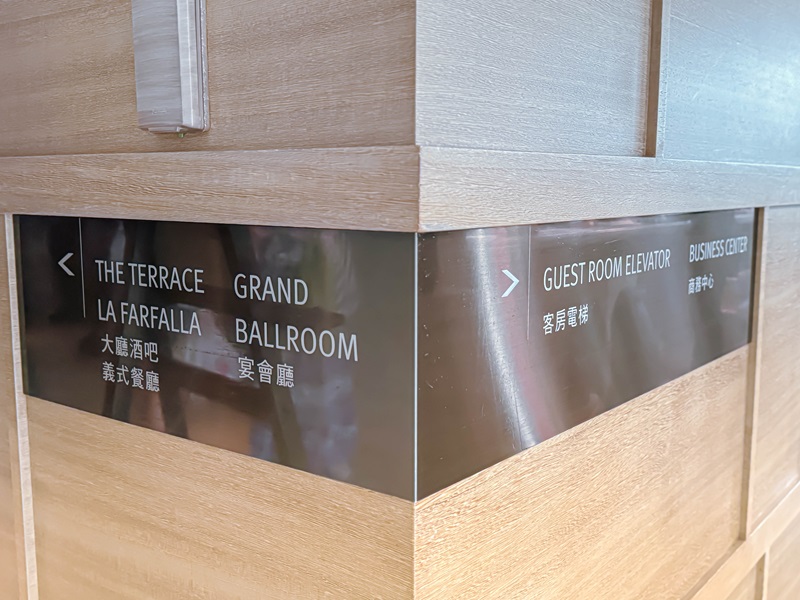 <
THE TERRACE
LA FARFALLA
大廳酒吧
義式餐廳
GRAND
BALLROOM
宴會廳
>
GUEST ROOM ELEVATOR
客房電梯
BUSINESS CENTER
商務中心